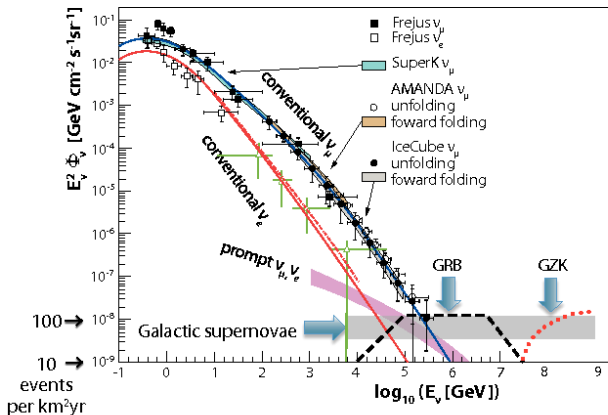 E²ν Φν [GeV cm⁻² s⁻¹sr⁻¹]
10⁻¹
10⁻²
10⁻³
10⁻⁴
10⁻⁵
10⁻⁶
10⁻⁷
10⁻⁸
10⁻⁹
100
10
events
per km²yr
Frejus νμ
Frejus νe
SuperK νμ
AMANDA νμ
unfolding
foward folding
IceCube νμ
unfolding
foward folding
conventional νμ
conventional νe
prompt νμ, νe
Galactic supernovae
GRB
GZK
-1 0 1 2 3 4 5 6 7 8 9
log₁₀ (Eν [GeV])